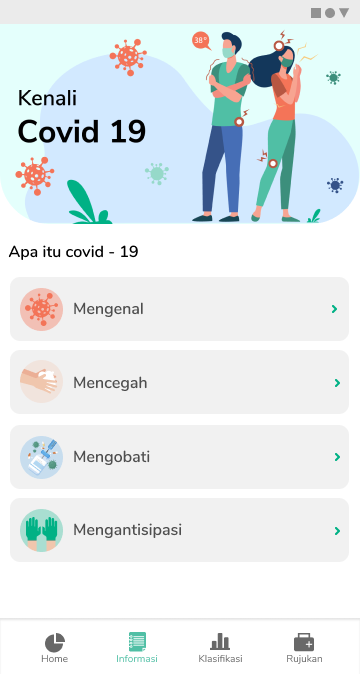 38°
Kenali
Covid 19
Apa itu covid - 19
Mengenal
Mencegah
Mengobati
Mengantisipasi
Home
Informasi
Klasifikasi
Rujukan